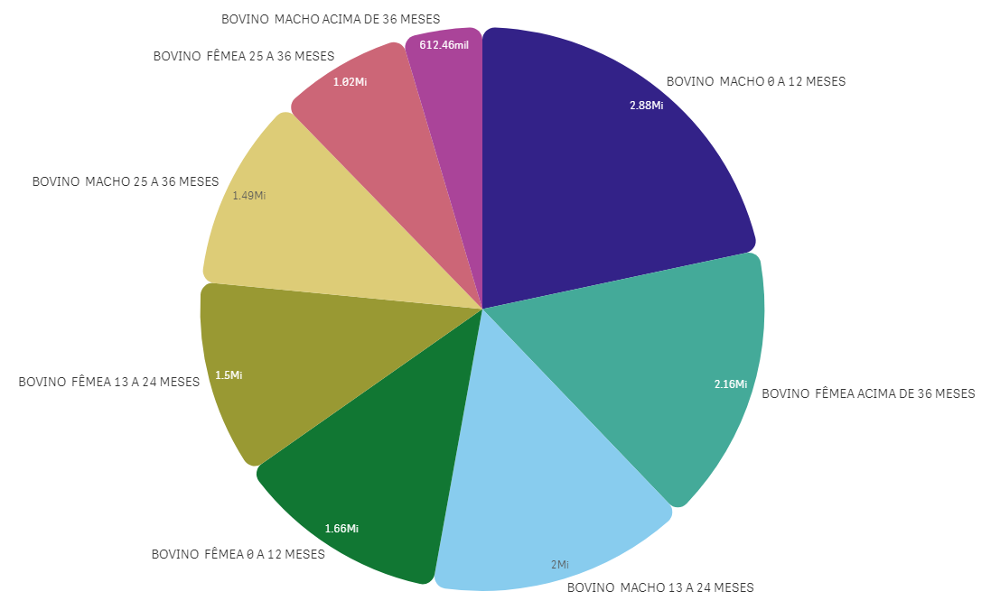 BOVINO MACHO ACIMA DE 36 MESES
612.46mil
BOVINO FÊMEA 25 A 36 MESES
1.02Mi
BOVINO MACHO 0 A 12 MESES
2.88Mi
BOVINO MACHO 25 A 36 MESES
1.49Mi
BOVINO FÊMEA 13 A 24 MESES
1.5Mi
2.16Mi
BOVINO FÊMEA ACIMA DE 36 MESES
1.66Mi
BOVINO FÊMEA 0 A 12 MESES
2Mi
BOVINO MACHO 13 A 24 MESES